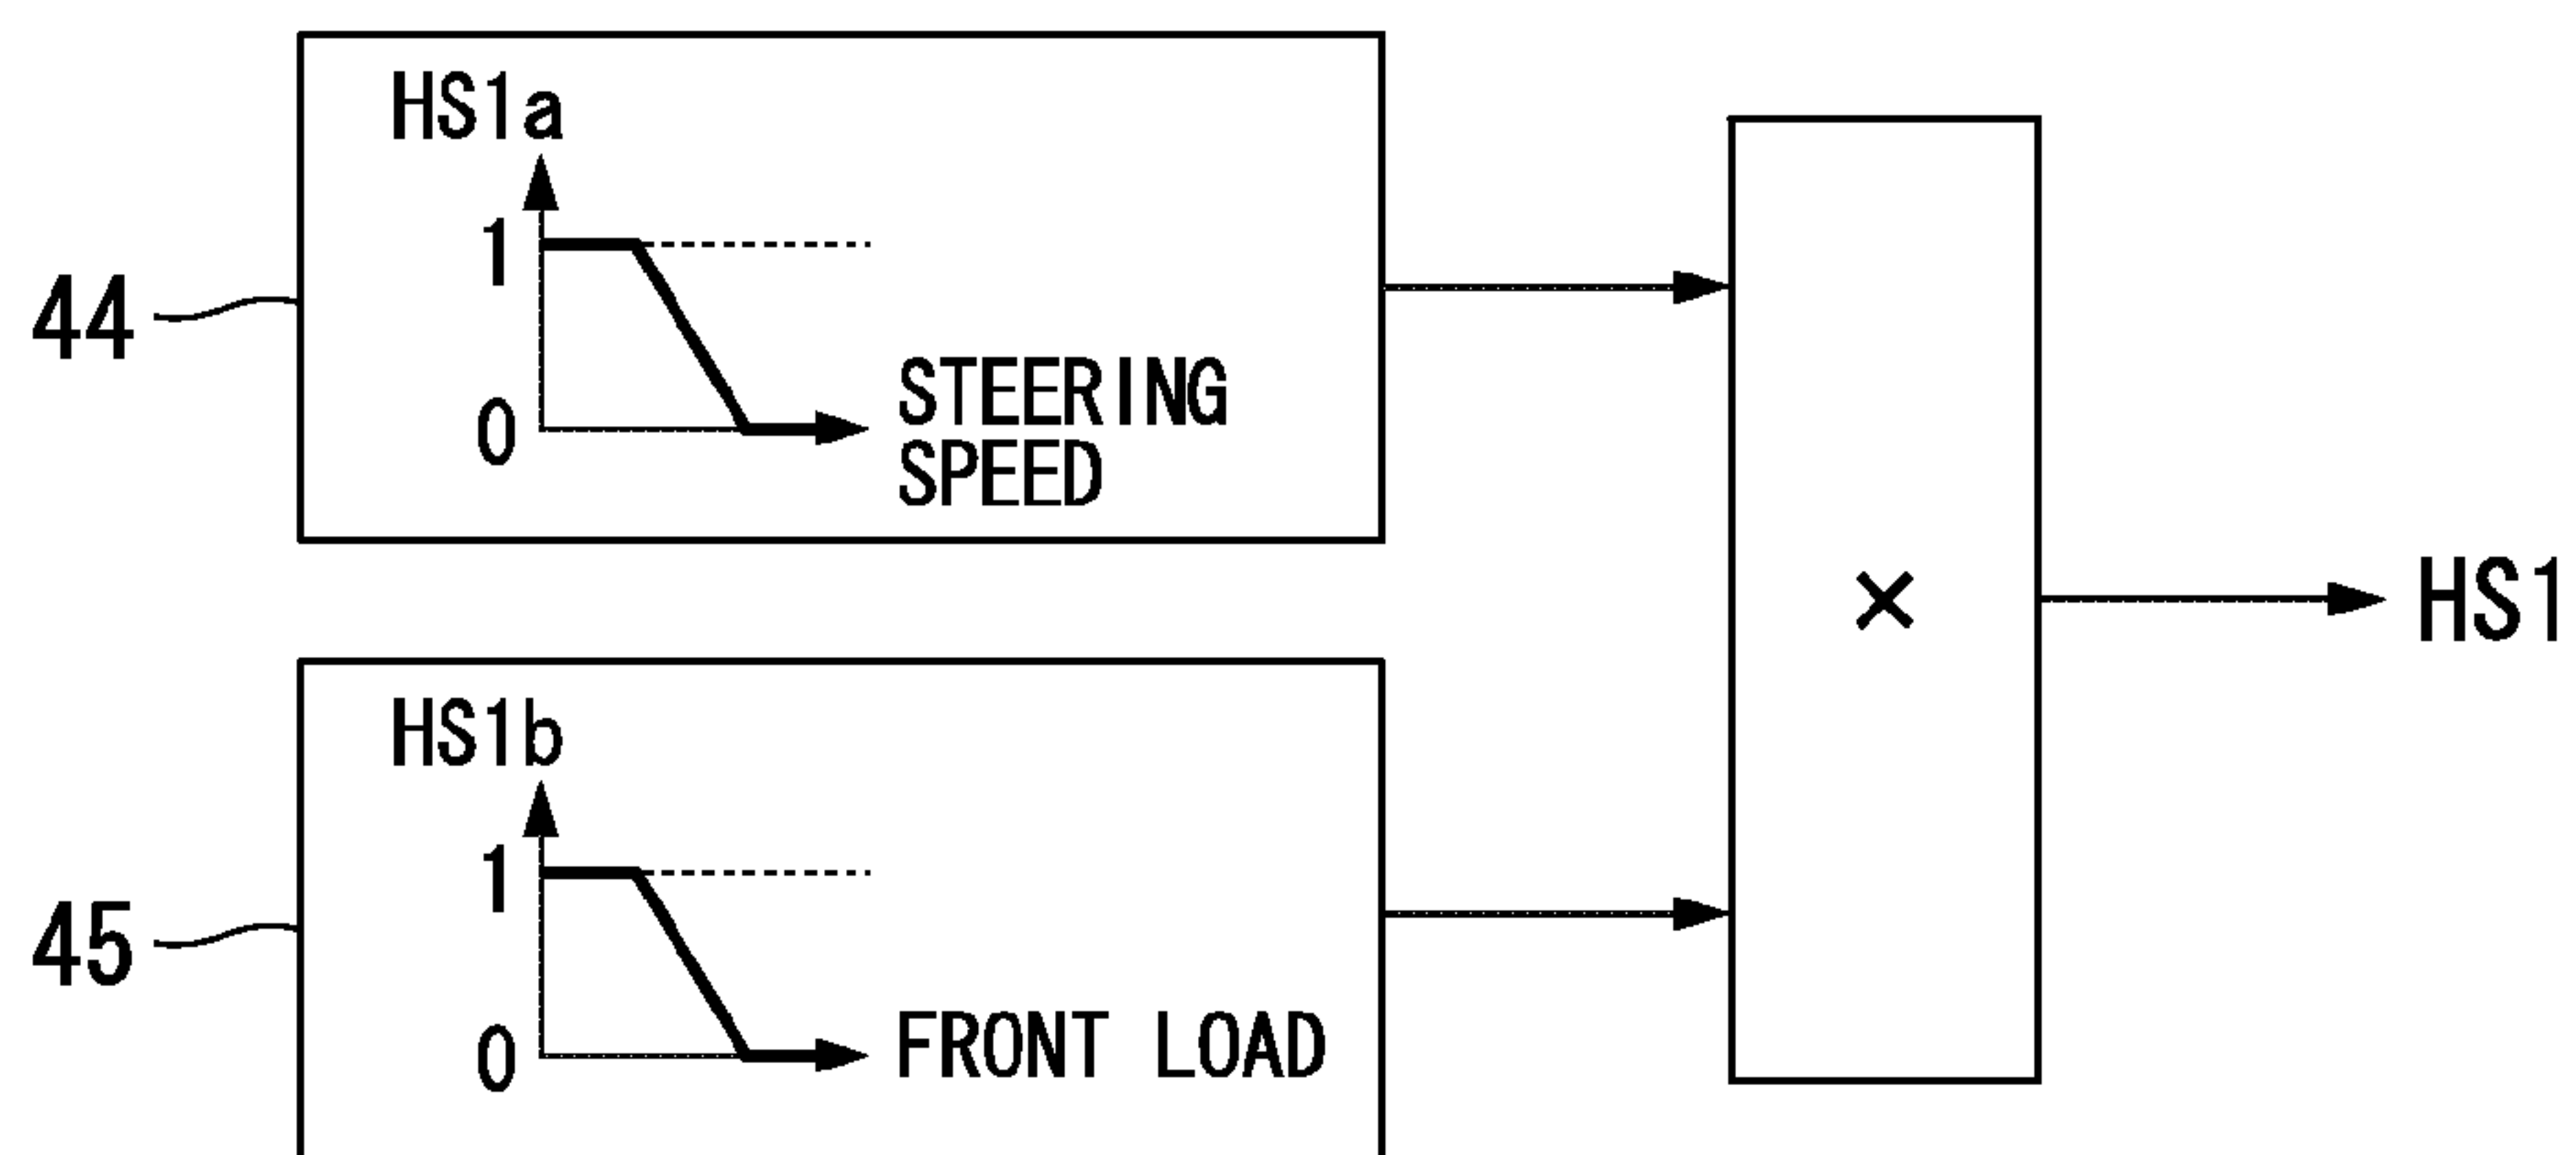 HS1a
1
44
0
STEERING
SPEED
×
HS1
HS1b
1
45
0
FRONT LOAD